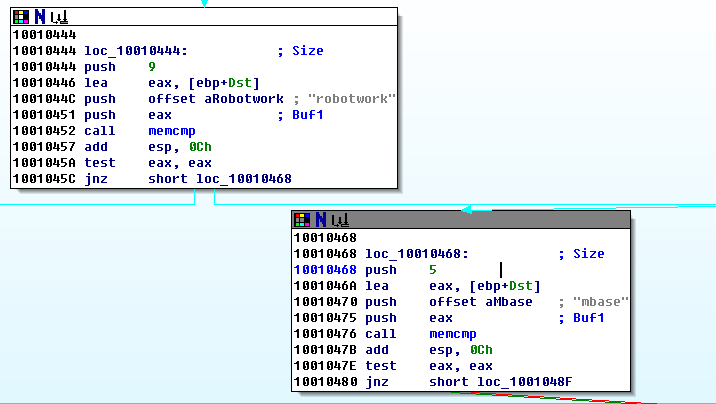 N
10010444
10010444 loc_10010444: ; Size
10010444 push 9
10010446 lea eax, [ebp+Dst]
1001044C push offset aRobotwork ; "robotwork"
10010451 push eax ; Buf1
10010452 call memcmp
10010457 add esp, 0Ch
1001045A test eax, eax
1001045C jnz short loc_10010468
N
10010468
10010468 loc_10010468: ; Size
10010468 push 5
1001046A lea eax, [ebp+Dst]
10010470 push offset aMbase ; "mbase"
10010475 push eax ; Buf1
10010476 call memcmp
1001047B add esp, 0Ch
1001047E test eax, eax
10010480 jnz short loc_1001048F